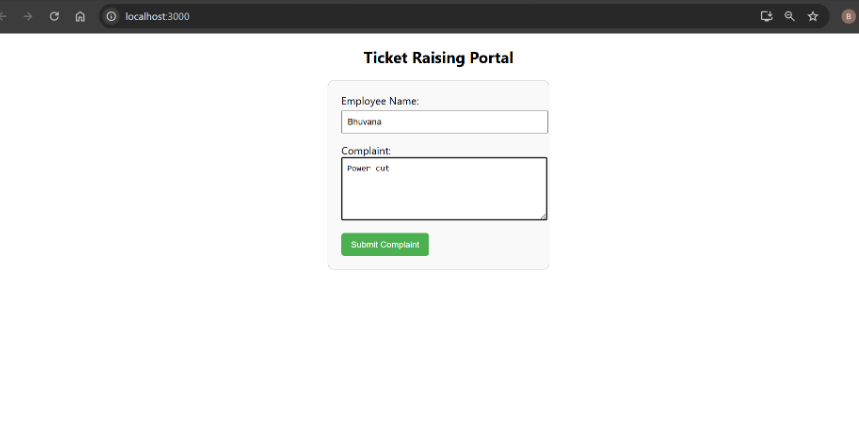 localhost:3000
B
Ticket Raising Portal
Employee Name:
Bhuvana
Complaint:
Power cut
Submit Complaint